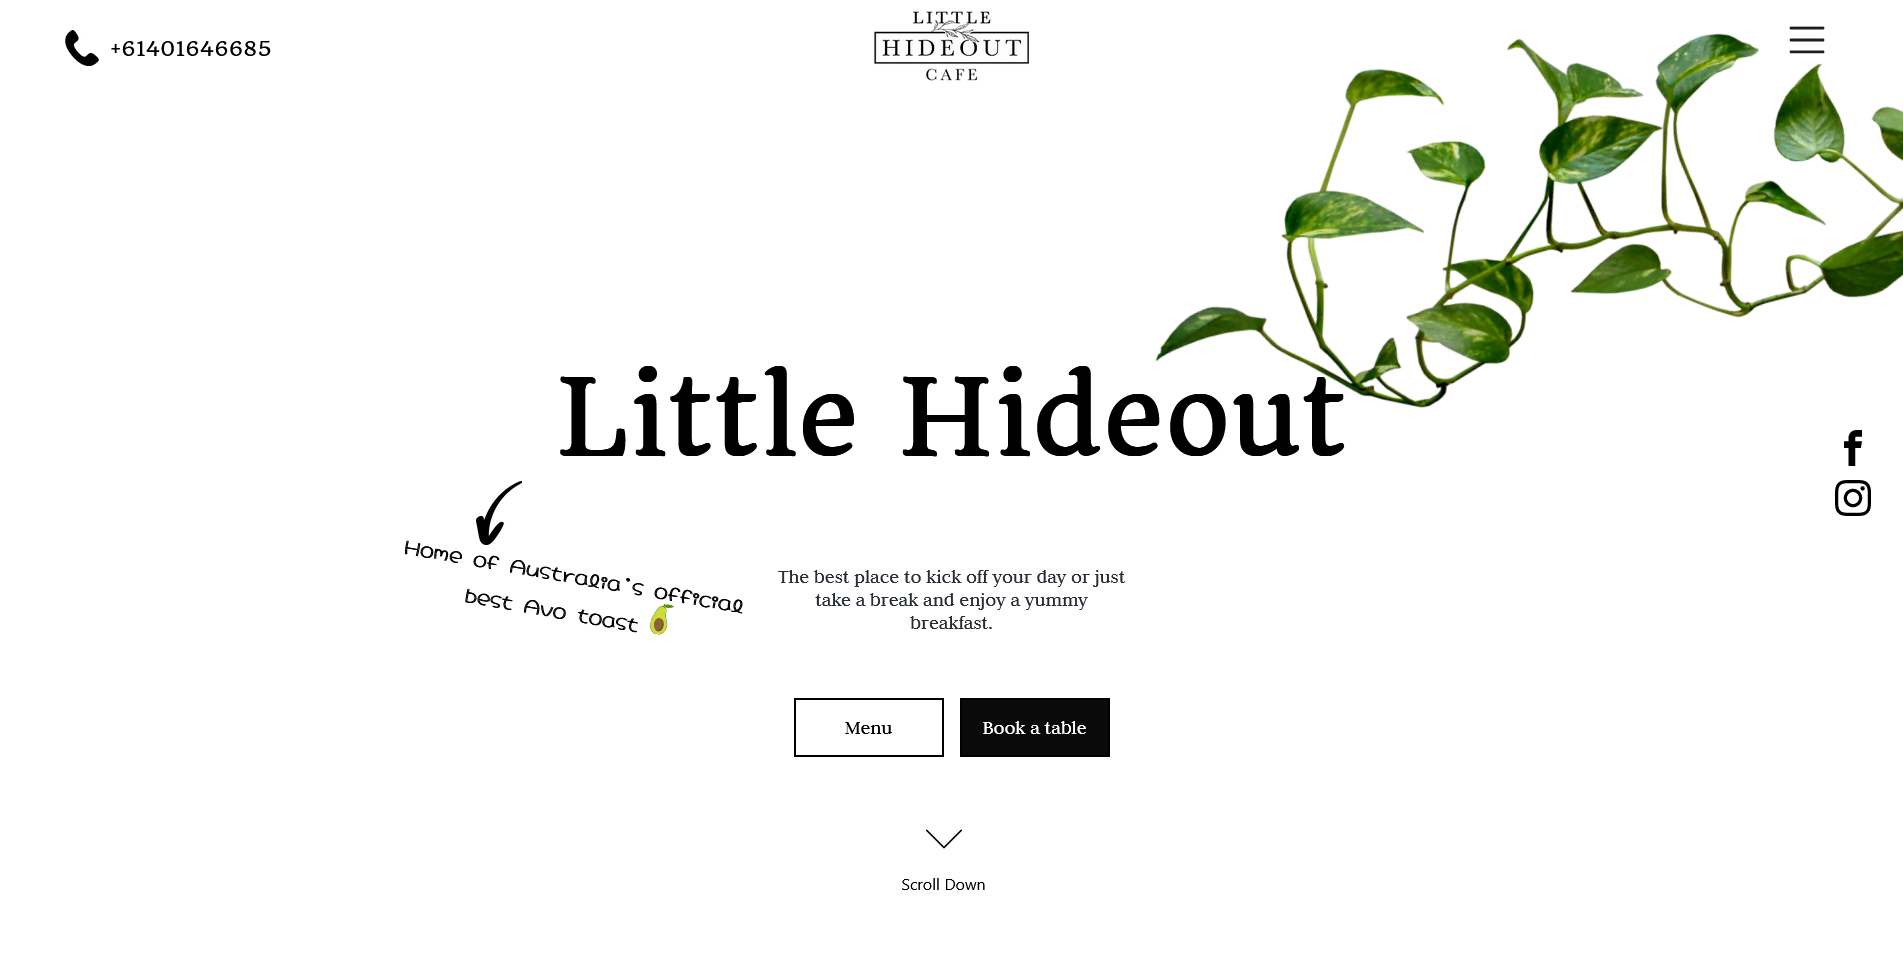 +61401646685
LITTLE
HIDEOUT
CAFE
Little Hideout
Home of Australia's official
best Avo toast 🥑
The best place to kick off your day or just
take a break and enjoy a yummy
breakfast.
Menu
Book a table
Scroll Down